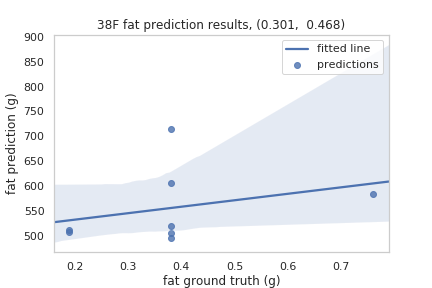 38F fat prediction results, (0.301,  0.468)
fitted line
predictions
900
850
800
750
700
650
600
550
500
fat prediction (g)
0.2 0.3 0.4 0.5 0.6 0.7
fat ground truth (g)